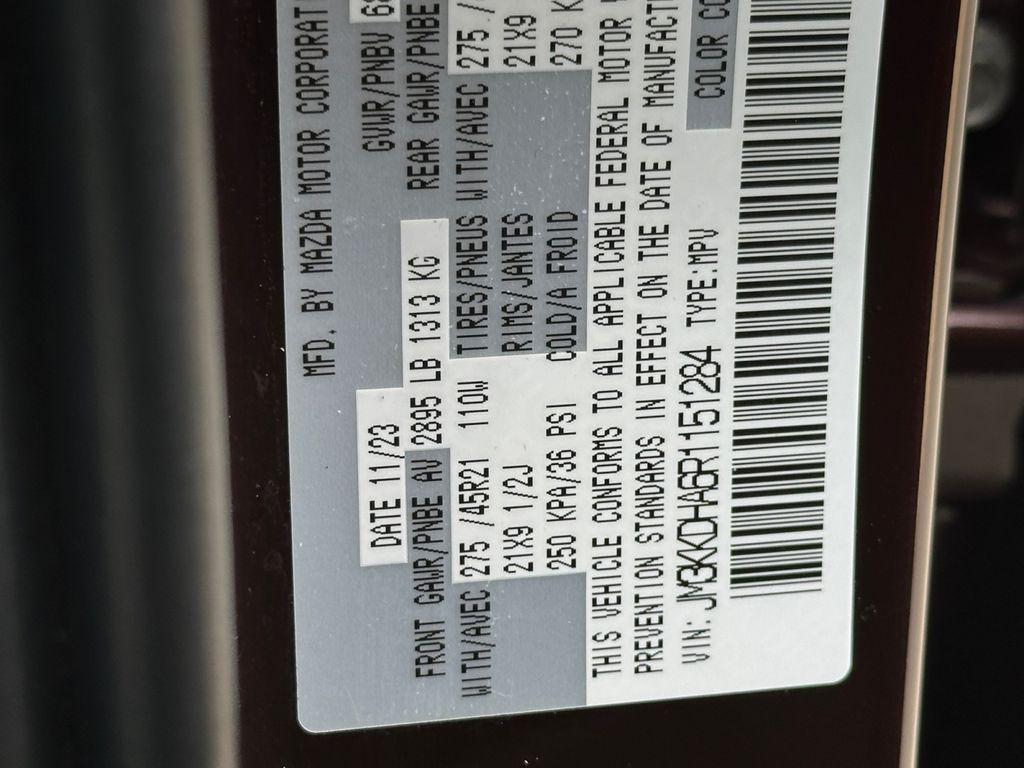 MFD. BY MAZDA MOTOR CORPORATI
DATE 11/23 GVWR/PNBV 68
FRONT GAWR/PNBE AV 2895 LB 1313 KG REAR GAWR/PNBE
WITH/AVEC 275 /45R21 110W TIRES/PNEUS WITH/AVEC 275 /
21X9 1/2J RIMS/JANTES 21X9
250 KPA/36 PSI COLD/A FROID 270 K
THIS VEHICLE CONFORMS TO ALL APPLICABLE FEDERAL MOTOR
PREVENTION STANDARDS IN EFFECT ON THE DATE OF MANUFACT
VIN: JM3KKDHA6R1151284 TYPE:MPV COLOR CO